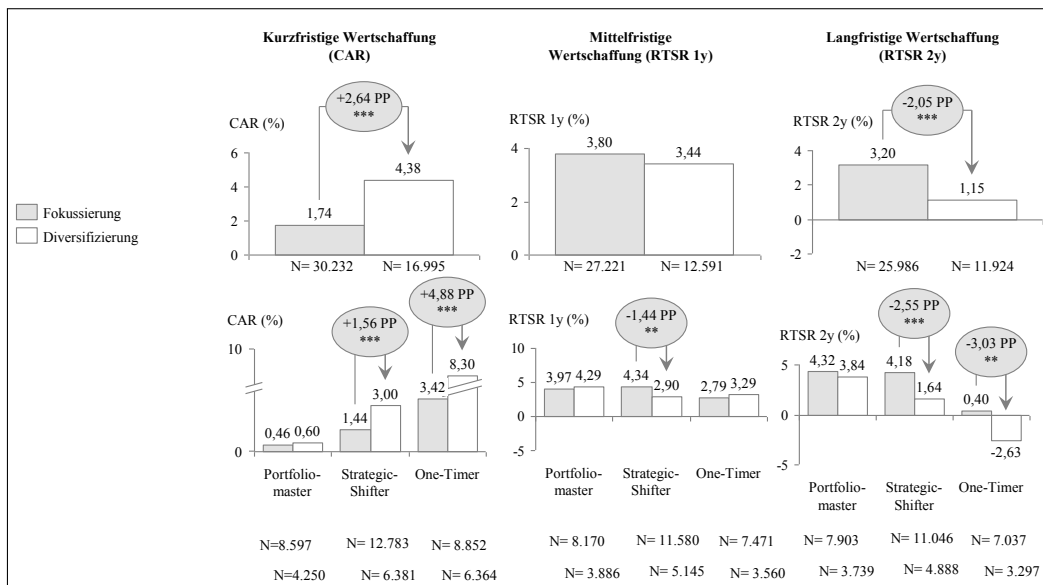 Kurzfristige Wertschaffung
(CAR)
Mittelfristige
Wertschaffung (RTSR 1y)
Langfristige Wertschaffung
(RTSR 2y)
Fokussierung
Diversifizierung
CAR (%)
+2,64 PP
***
6
4
2
0
1,74
4,38
N= 30.232
N= 16.995
RTSR 1y (%)
4
2
0
3,80
3,44
N= 27.221
N= 12.591
RTSR 2y (%)
-2,05 PP
***
4
2
0
-2
3,20
1,15
N= 25.986
N= 11.924
CAR (%)
+1,56 PP
***
+4,88 PP
***
10
0
0,46
0,60
1,44
3,00
3,42
8,30
Portfolio-
master
Strategic-
Shifter
One-Timer
N=8.597
N= 12.783
N= 8.852
N=4.250
N= 6.381
N= 6.364
RTSR 1y (%)
-1,44 PP
**
10
5
0
-5
3,97
4,29
4,34
2,90
2,79
3,29
Portfolio-
master
Strategic-
Shifter
One-Timer
N= 8.170
N= 11.580
N= 7.471
N= 3.886
N= 5.145
N= 3.560
RTSR 2y (%)
-2,55 PP
***
-3,03 PP
**
5
0
-5
4,32
3,84
4,18
1,64
0,40
-2,63
Portfolio-
master
Strategic-
Shifter
One-Timer
N= 7.903
N= 11.046
N= 7.037
N= 3.739
N= 4.888
N= 3.297